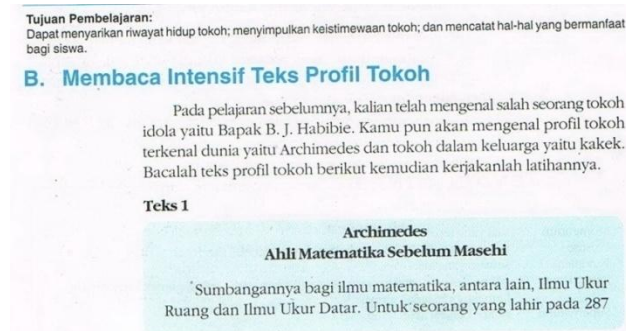 Tujuan Pembelajaran:
Dapat menyarikan riwayat hidup tokoh; menyimpulkan keistimewaan tokoh; dan mencatat hal-hal yang bermanfaat
bagi siswa.
B. Membaca Intensif Teks Profil Tokoh
Pada pelajaran sebelumnya, kalian telah mengenal salah seorang tokoh
idola yaitu Bapak B. J. Habibie. Kamu pun akan mengenal profil tokoh
terkenal dunia yaitu Archimedes dan tokoh dalam keluarga yaitu kakek.
Bacalah teks profil tokoh berikut kemudian kerjakanlah latihannya.
Teks 1
Archimedes
Ahli Matematika Sebelum Masehi
Sumbangannya bagi ilmu matematika, antara lain, Ilmu Ukur
Ruang dan Ilmu Ukur Datar. Untuk seorang yang lahir pada 287